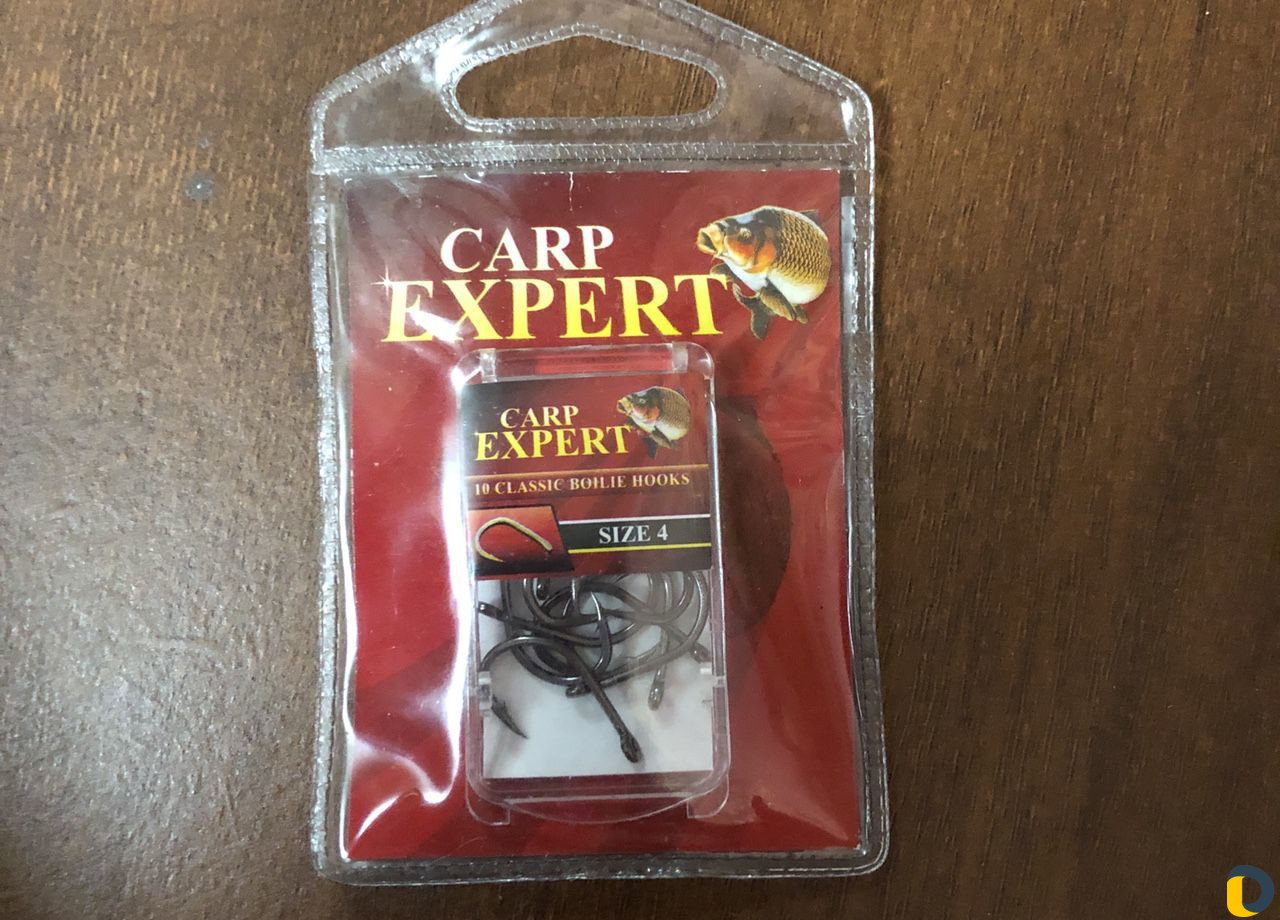 CARP
EXPERT
CARP
EXPERT
10 CLASSIC BOILIE HOOKS
SIZE 4